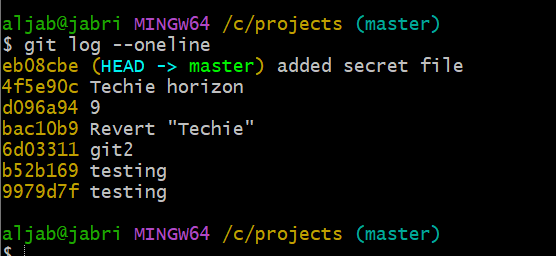 aljab@jabri MINGW64 /c/projects (master)
$ git log --oneline
eb08cbe (HEAD -> master) added secret file
4f5e90c Techie horizon
d096a94 9
bac10b9 Revert "Techie"
6d03311 git2
b52b169 testing
9979d7f testing
aljab@jabri MINGW64 /c/projects (master)
$